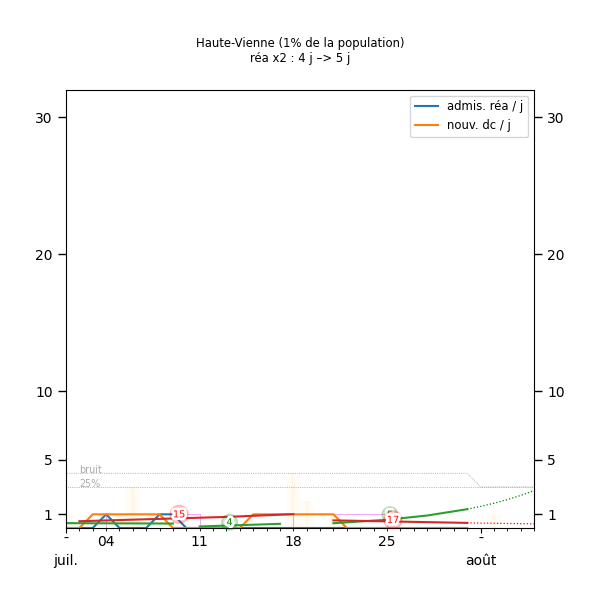 Haute-Vienne (1% de la population)
réa x2 : 4 j –> 5 j
admis. réa / j
nouv. dc / j
30 30
20 20
10 10
5 5
bruit
25%
1 15 4 17 1
- 04 11 18 25 -
juil. août